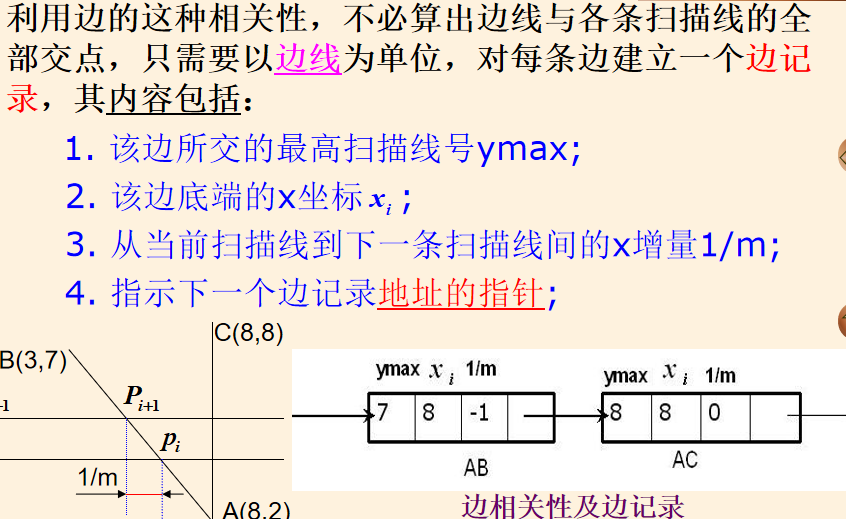 利用边的这种相关性，不必算出边线与各条扫描线的全
部交点，只需要以边线为单位，对每条边建立一个边记
录，其内容包括：
1. 该边所交的最高扫描线号ymax;
2. 该边底端的x坐标 xi ;
3. 从当前扫描线到下一条扫描线间的x增量1/m;
4. 指示下一个边记录地址的指针;
C(8,8)
B(3,7)
Pi+1
pi
1/m
A(8,2)
ymax x i 1/m
7 8 -1
AB
ymax x i 1/m
8 8 0
AC
边相关性及边记录